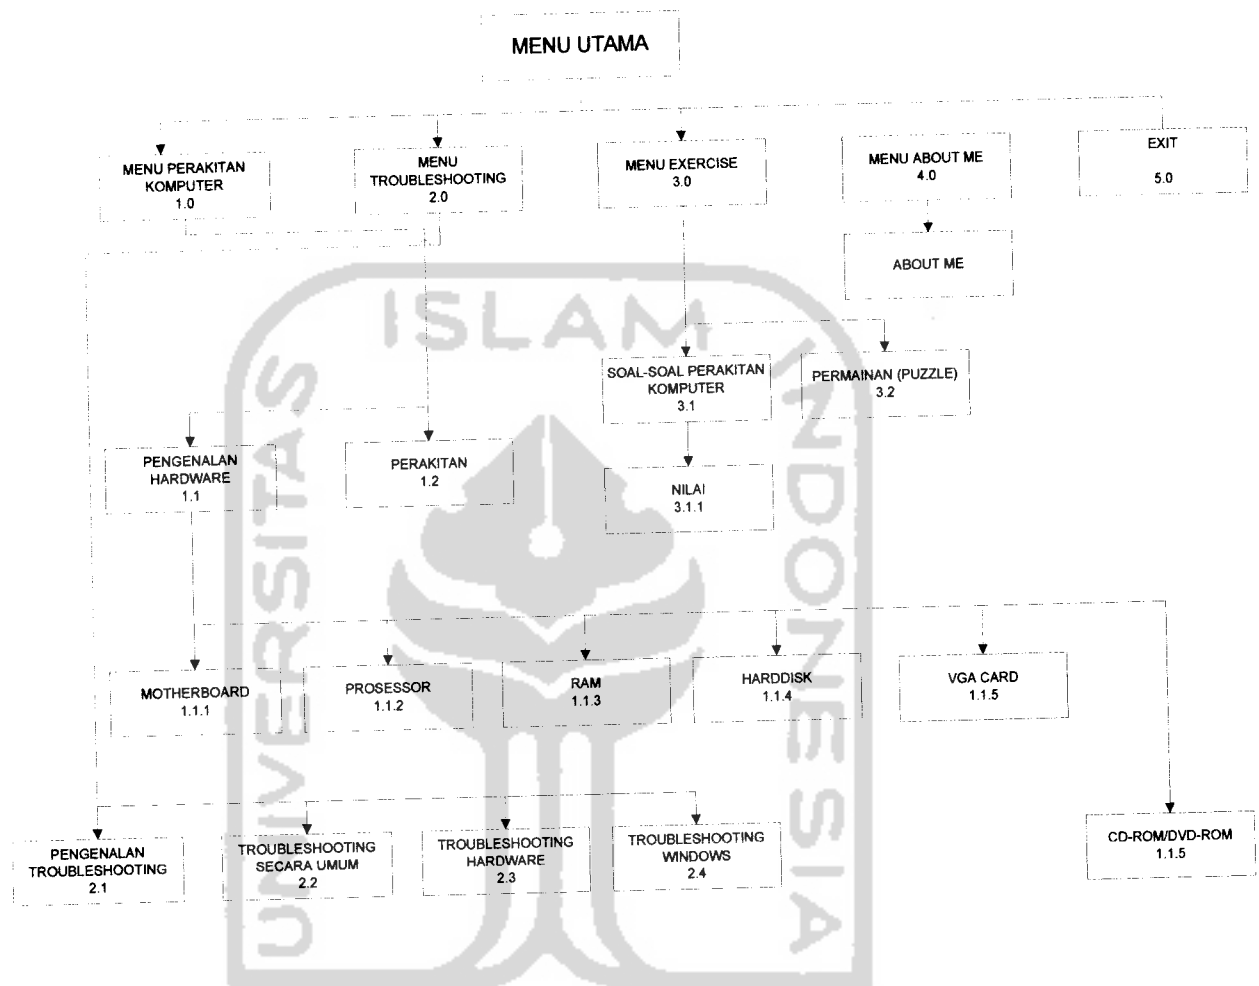 MENU UTAMA
MENU PERAKITAN
KOMPUTER
1.0
MENU
TROUBLESHOOTING
2.0
MENU EXERCISE
3.0
MENU ABOUT ME
4.0
EXIT
5.0
ABOUT ME
SOAL-SOAL PERAKITAN
KOMPUTER
3.1
PERMAINAN (PUZZLE)
3.2
PENGENALAN
HARDWARE
1.1
PERAKITAN
1.2
NILAI
3.1.1
MOTHERBOARD
1.1.1
PROSESSOR
1.1.2
RAM
1.1.3
HARDDISK
1.1.4
VGA CARD
1.1.5
PENGENALAN
TROUBLESHOOTING
2.1
TROUBLESHOOTING
SECARA UMUM
2.2
TROUBLESHOOTING
HARDWARE
2.3
TROUBLESHOOTING
WINDOWS
2.4
CD-ROM/DVD-ROM
1.1.5
UNIVERSITAS
ISLAM
INDONESIA